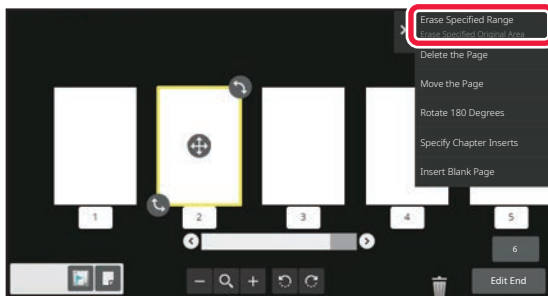 Erase Specified Range
Erase Specified Original Area
Delete the Page
Move the Page
Rotate 180 Degrees
Specify Chapter Inserts
Insert Blank Page
1
2
3
4
5
6
Edit End